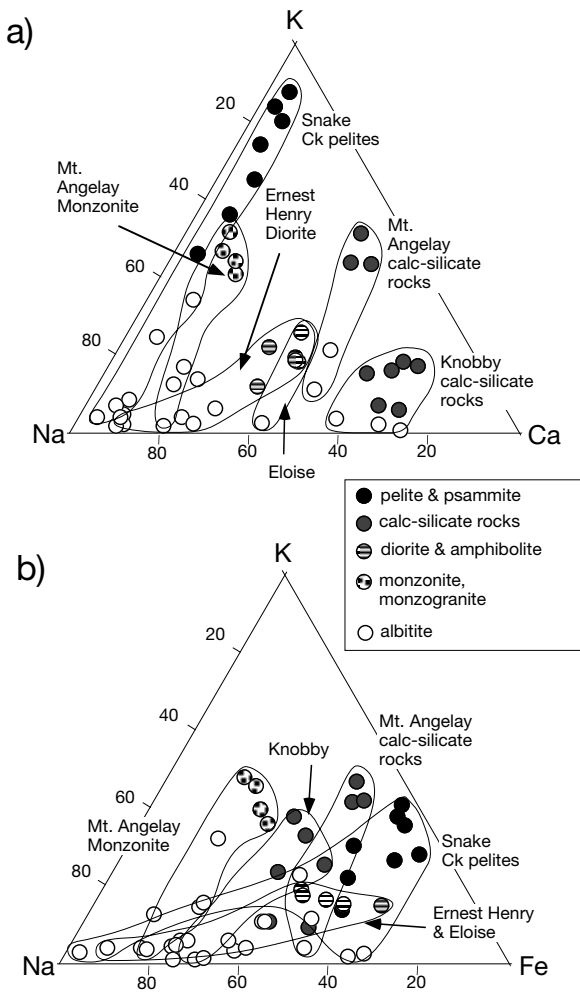 a)
K
20
Snake
Ck pelites
Mt.
Angelay
Monzonite
40
Ernest
Henry
Diorite
Mt.
Angelay
calc-silicate
rocks
60
80
Knobby
calc-silicate
rocks
Na
Ca
80
60
40
20
Eloise
pelite & psammite
calc-silicate rocks
diorite & amphibolite
monzonite,
monzogranite
albitite
b)
K
20
40
Mt. Angelay
calc-silicate
rocks
Knobby
60
Mt. Angelay
Monzonite
Snake
Ck pelites
80
Ernest Henry
& Eloise
Na
Fe
80
60
40
20